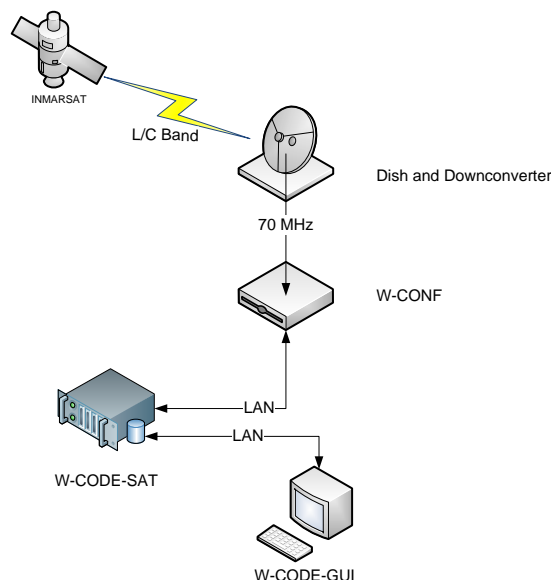 INMARSAT
L/C Band
Dish and Downconverter
70 MHz
W-CONF
LAN
LAN
W-CODE-SAT
W-CODE-GUI